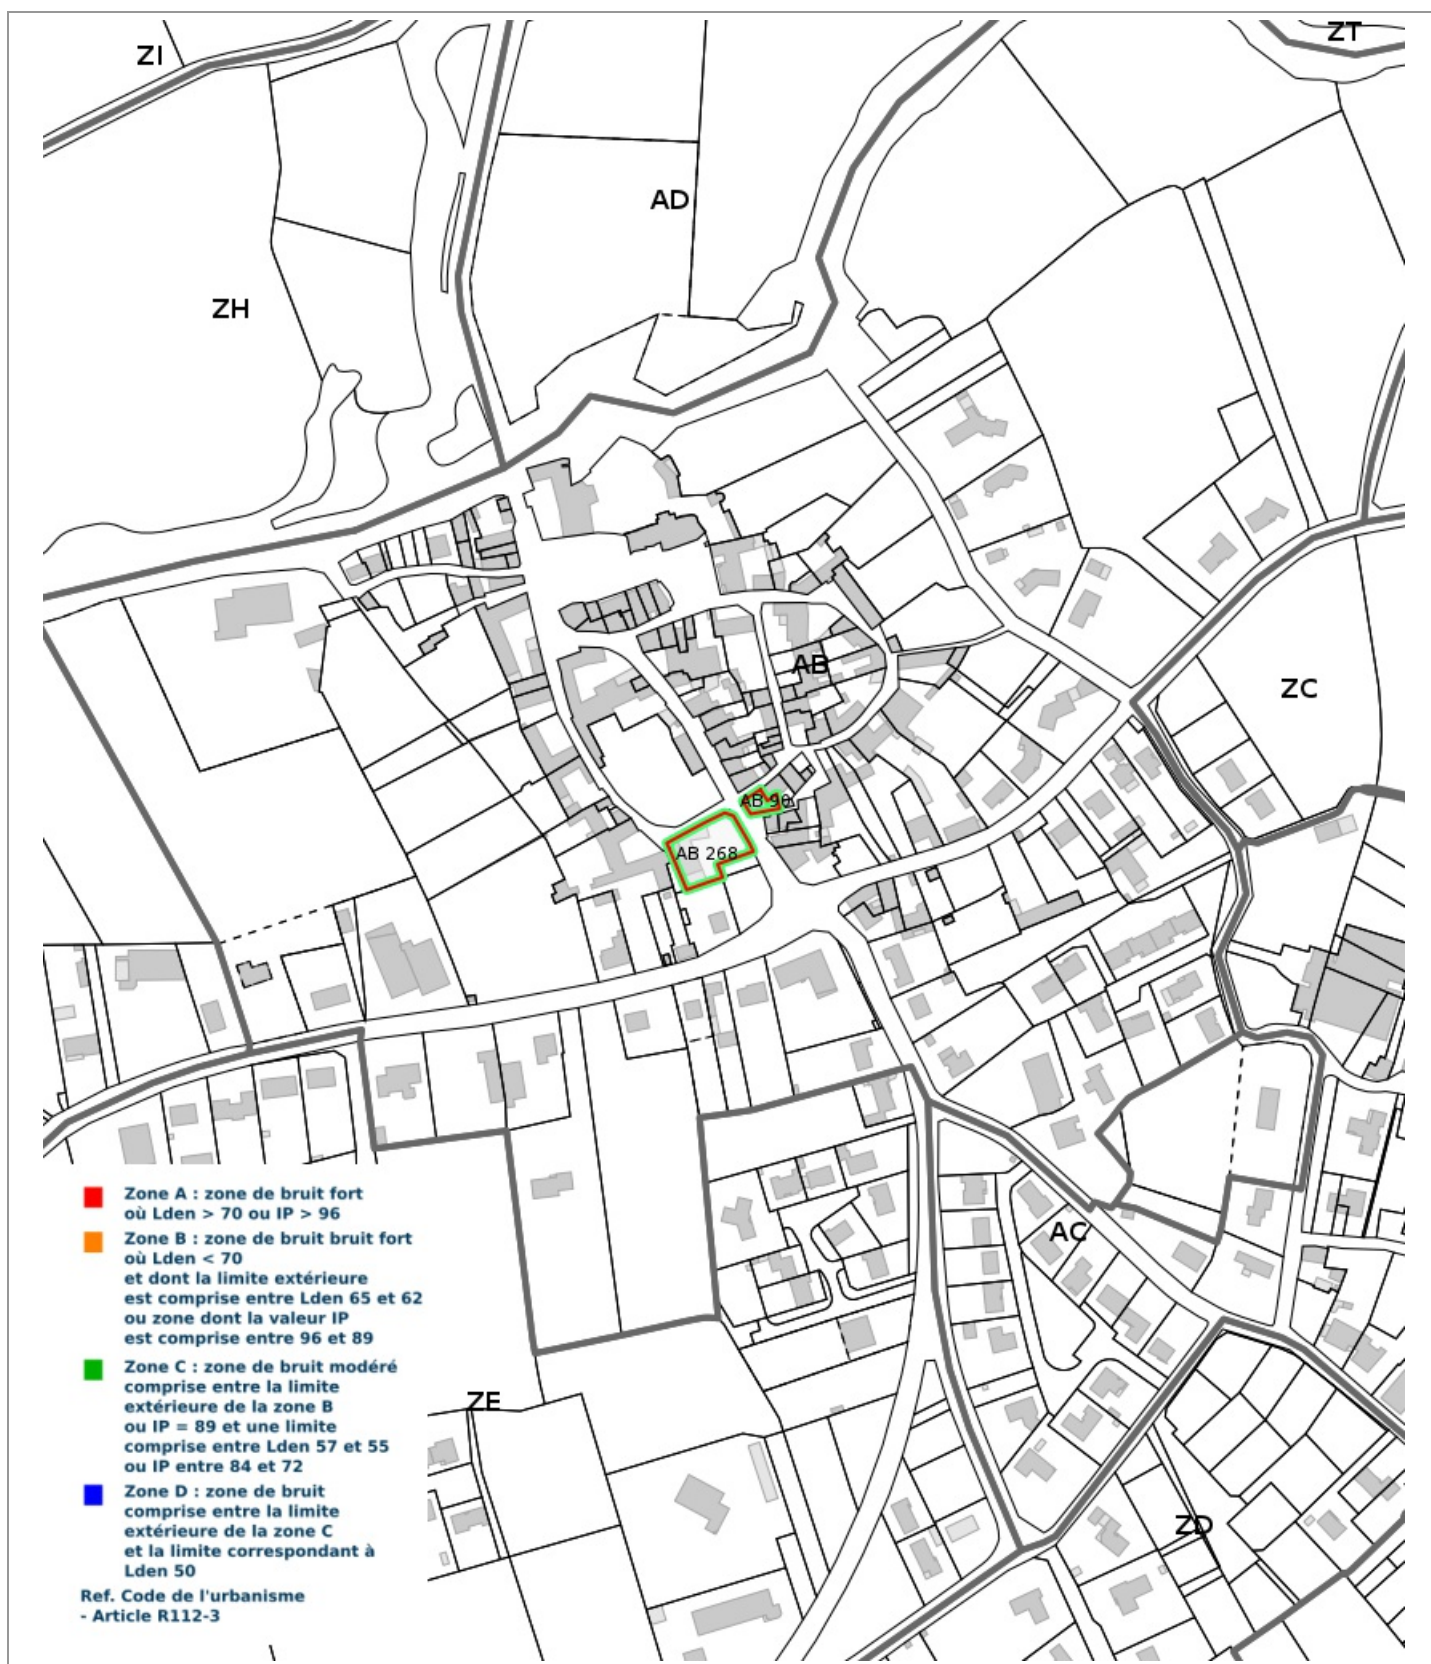 ZI
ZT
AD
ZH
AB
ZC
AB 90
AB 268
AC
ZE
ZD
Zone A : zone de bruit fort
où Lden > 70 ou IP > 96
Zone B : zone de bruit bruit fort
où Lden < 70
et dont la limite extérieure
est comprise entre Lden 65 et 62
ou zone dont la valeur IP
est comprise entre 96 et 89
Zone C : zone de bruit modéré
comprise entre la limite
extérieure de la zone B
ou IP = 89 et une limite
comprise entre Lden 57 et 55
ou IP entre 84 et 72
Zone D : zone de bruit
comprise entre la limite
extérieure de la zone C
et la limite correspondant à
Lden 50
Ref. Code de l'urbanisme
- Article R112-3